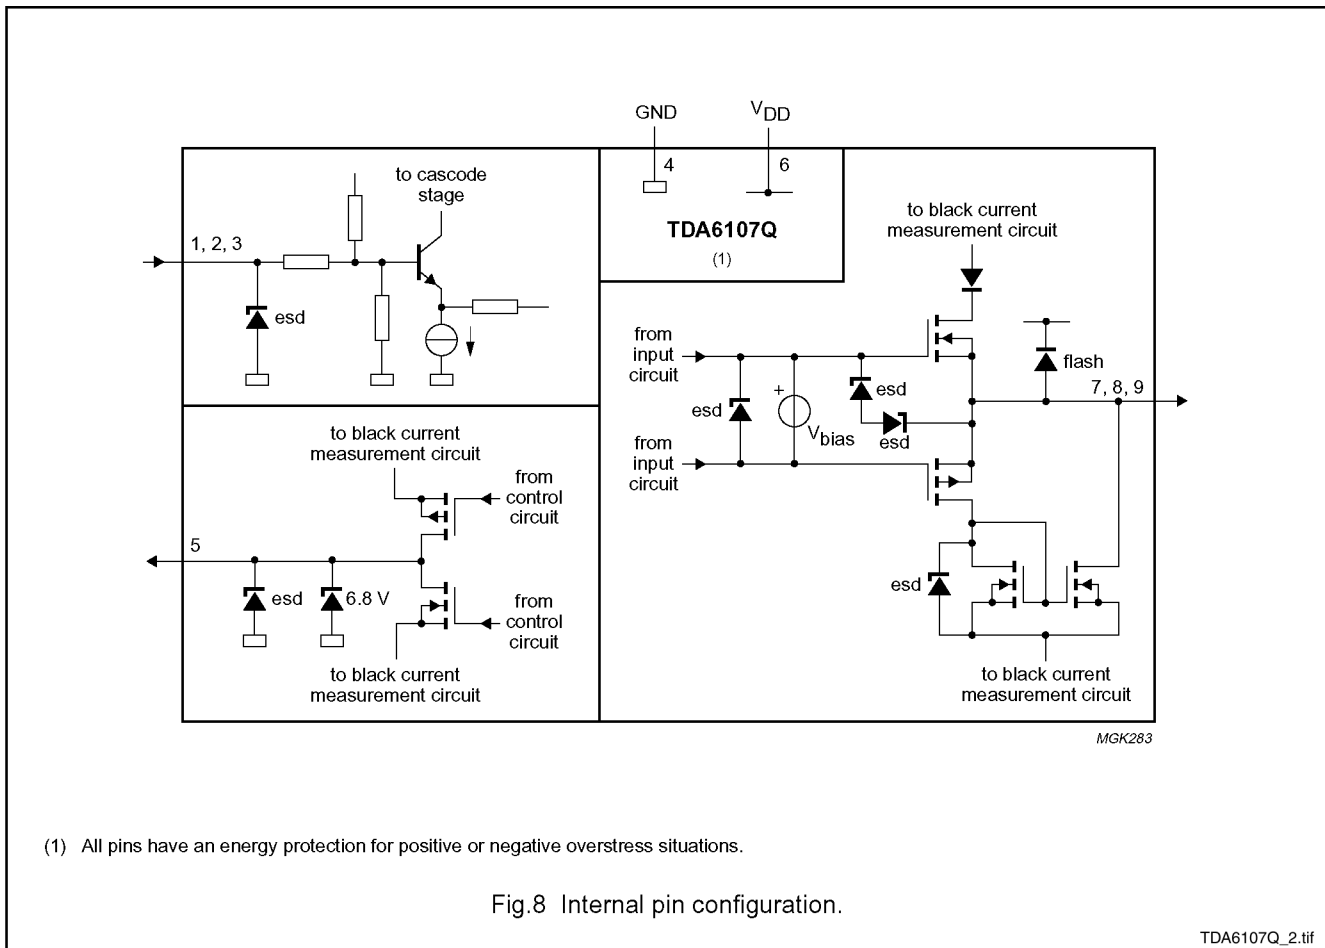 GND
VDD
4
6
TDA6107Q
(1)
to cascode
stage
1, 2, 3
esd
to black current
measurement circuit
from
input
circuit
flash
esd
7, 8, 9
esd
+
Vbias
esd
from
input
circuit
esd
to black current
measurement circuit
to black current
measurement circuit
from
control
circuit
5
esd
6.8 V
from
control
circuit
to black current
measurement circuit
MGK283
(1) All pins have an energy protection for positive or negative overstress situations.
Fig.8 Internal pin configuration.
TDA6107Q_2.tif